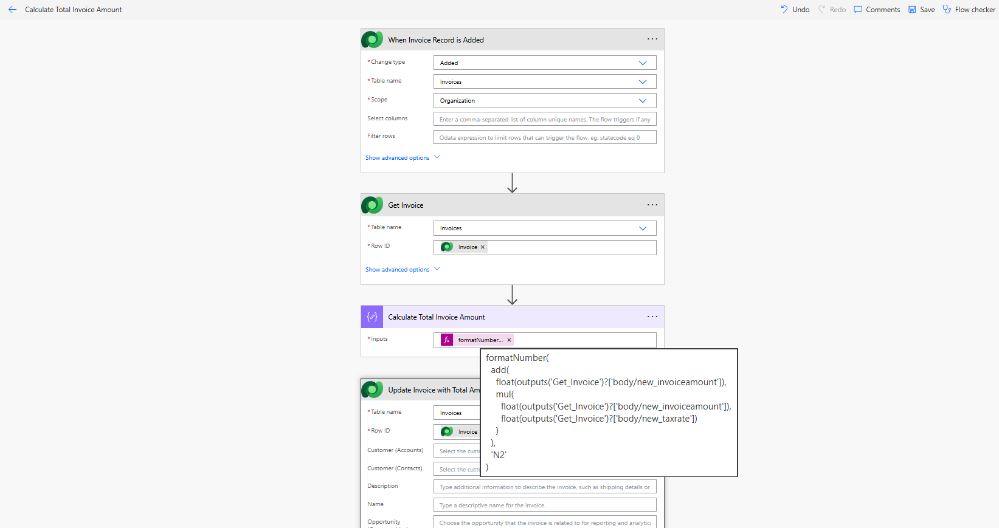 Calculate Total Invoice Amount
Undo Redo Comments Save Flow checker
When Invoice Record is Added
* Change type Added
* Table name Invoices
* Scope Organization
Select columns Enter a comma-separated list of column unique names. The flow triggers if any
Filter rows Odata expression to limit rows that can trigger the flow, eg. statecode eq 0
Show advanced options
Get Invoice
* Table name Invoices
* Row ID Invoice ×
Show advanced options
Calculate Total Invoice Amount
* Inputs fx formatNumber... ×
formatNumber(
add(
float(outputs('Get_Invoice')?['body/new_invoiceamount']),
mul(
float(outputs('Get_Invoice')?['body/new_invoiceamount']),
float(outputs('Get_Invoice')?['body/new_taxrate'])
)
),
'N2'
)
Update Invoice with Total Am
* Table name Invoices
* Row ID Invoice
Customer (Accounts) Select the custo
Customer (Contacts) Select the custo
Description Type additional information to describe the invoice, such as shipping details or
Name Type a descriptive name for the invoice.
Opportunity Choose the opportunity that the invoice is related to for reporting and analytics